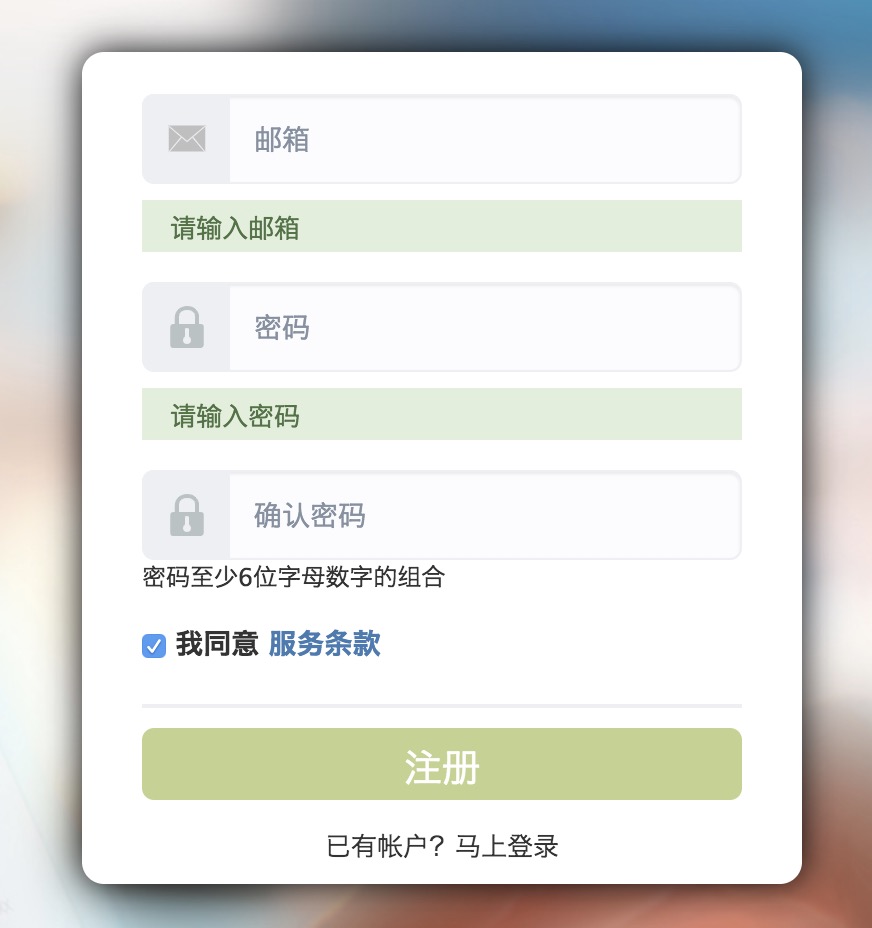 邮箱
请输入邮箱
密码
请输入密码
确认密码
密码至少6位字母数字的组合
我同意 服务条款
注册
已有帐户？马上登录